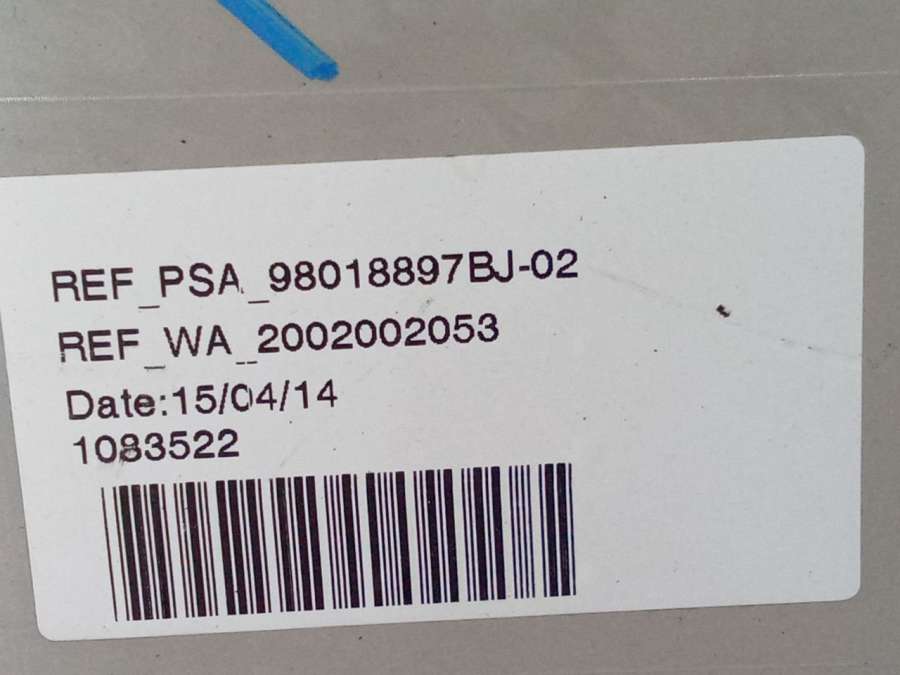 REF_PSA_98018897BJ-02
REF_WA_2002002053
Date:15/04/14
1083522